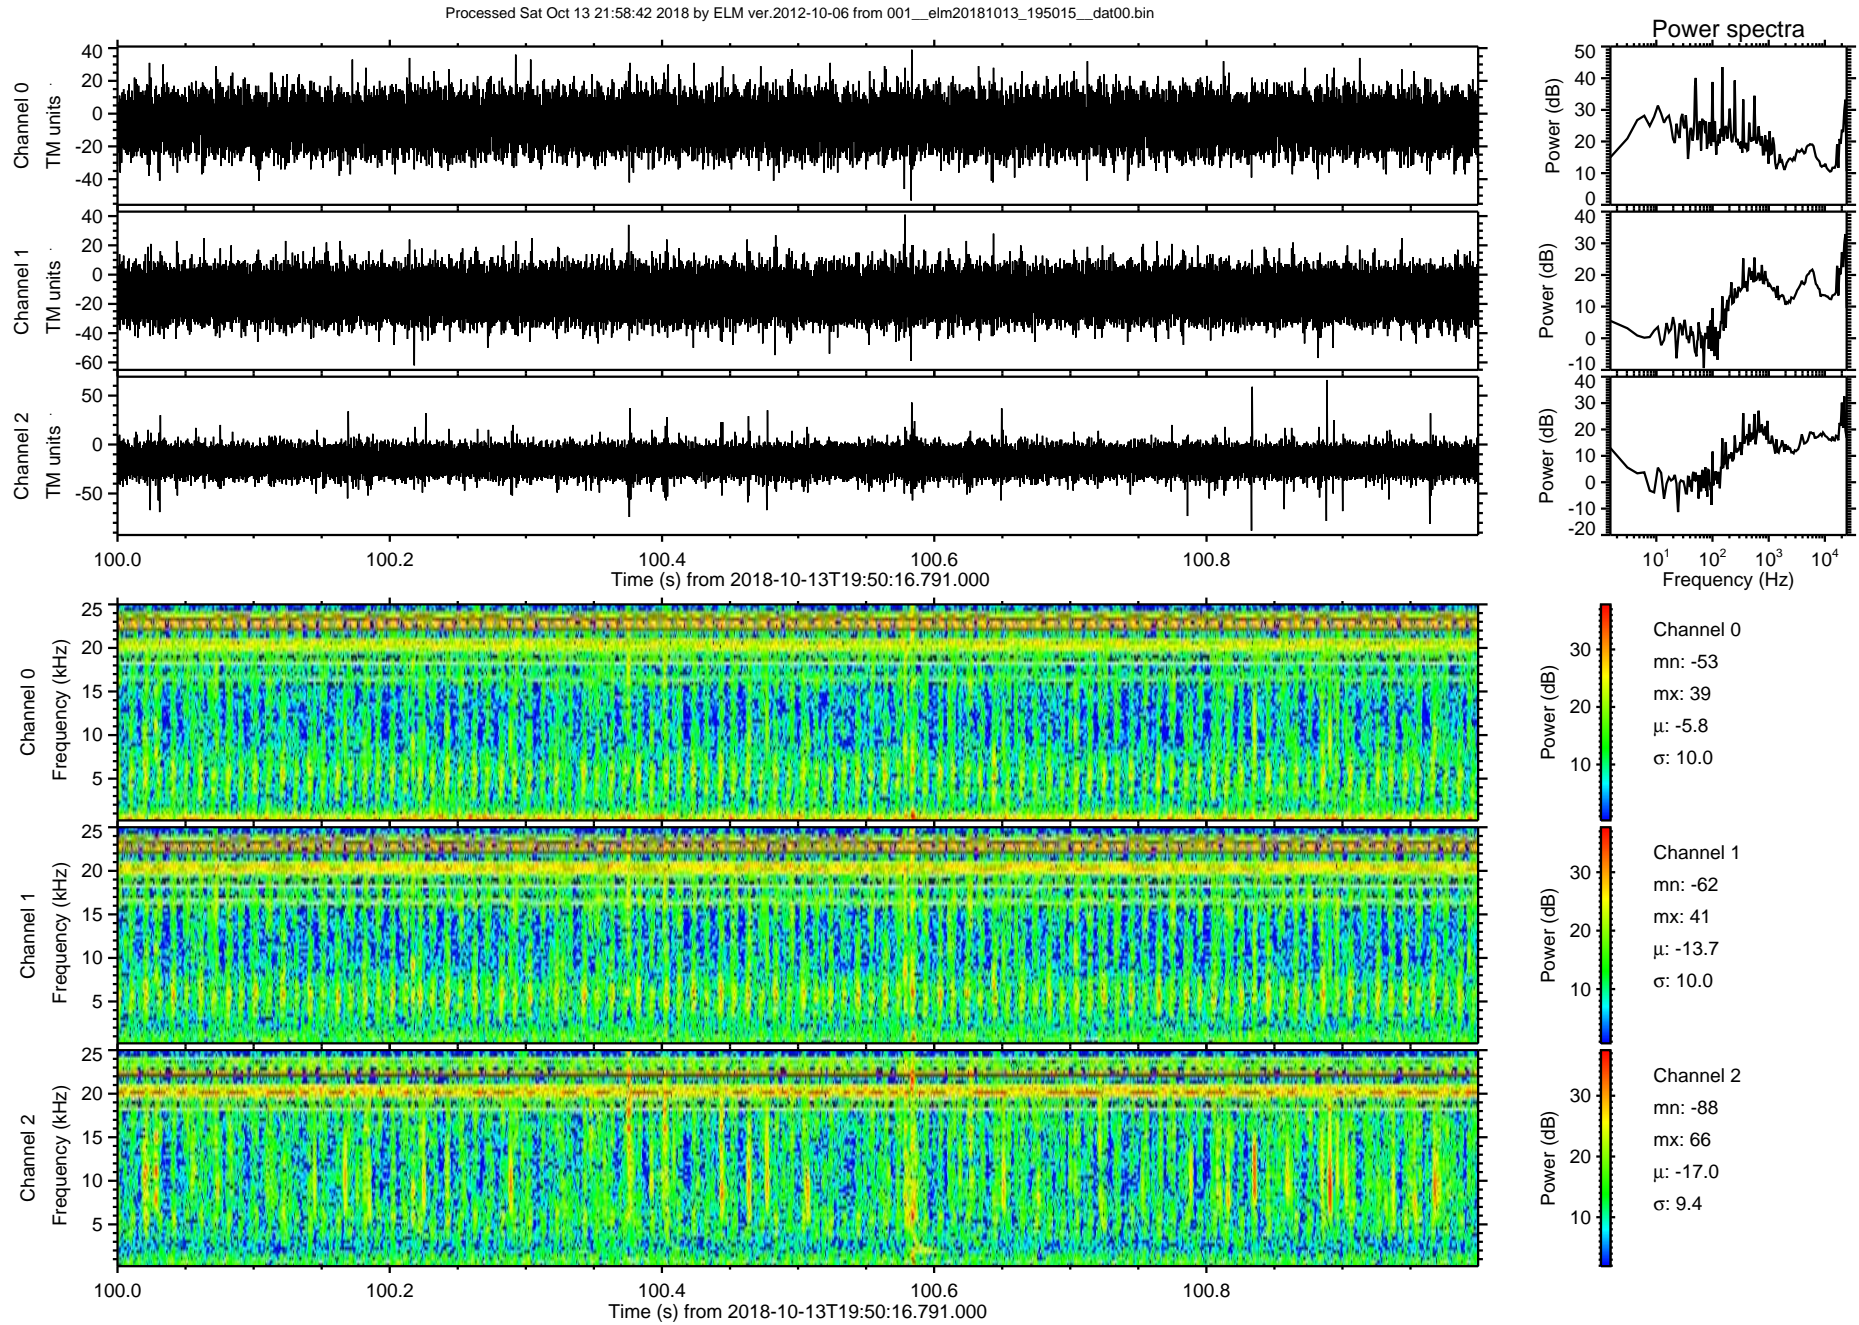 Processed Sat Oct 13 21:58:42 2018 by ELM ver.2012-10-06 from 001__elm20181013_195015__dat00.bin
Power spectra
Channel 0
TM units
40
20
0
-20
-40
Power (dB)
50
40
30
20
10
0
Channel 1
TM units
40
20
0
-20
-40
-60
Power (dB)
40
30
20
10
0
-10
Channel 2
TM units
50
0
-50
Power (dB)
40
30
20
10
0
-10
-20
100.0 100.2 100.4 100.6 100.8
Time (s) from 2018-10-13T19:50:16.791.000
10^1 10^2 10^3 10^4
Frequency (Hz)
Channel 0
Frequency (kHz)
25
20
15
10
5
Power (dB)
30
20
10
Channel 0
mn: -53
mx: 39
μ: -5.8
σ: 10.0
Channel 1
Frequency (kHz)
25
20
15
10
5
Power (dB)
30
20
10
Channel 1
mn: -62
mx: 41
μ: -13.7
σ: 10.0
Channel 2
Frequency (kHz)
25
20
15
10
5
Power (dB)
30
20
10
Channel 2
mn: -88
mx: 66
μ: -17.0
σ: 9.4
100.0 100.2 100.4 100.6 100.8
Time (s) from 2018-10-13T19:50:16.791.000